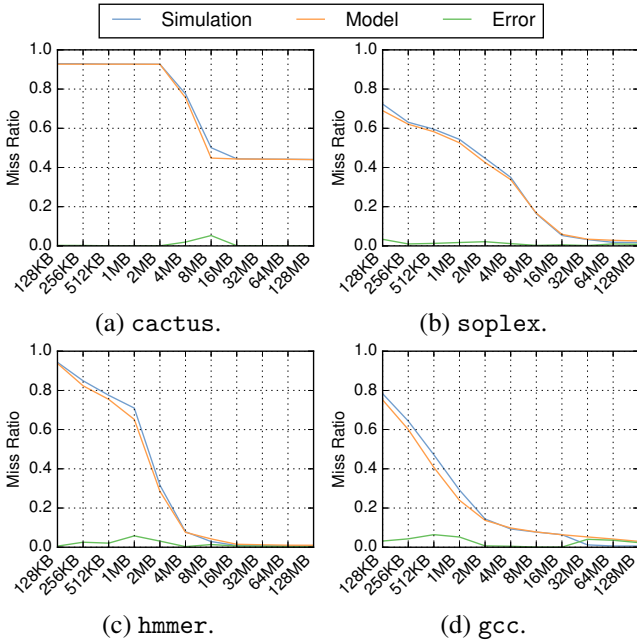 Simulation Model Error
Miss Ratio
1.0
0.8
0.6
0.4
0.2
0.0
128KB 256KB 512KB 1MB 2MB 4MB 8MB 16MB 32MB 64MB 128MB
(a) cactus.
Miss Ratio
1.0
0.8
0.6
0.4
0.2
0.0
128KB 256KB 512KB 1MB 2MB 4MB 8MB 16MB 32MB 64MB 128MB
(b) soplex.
Miss Ratio
1.0
0.8
0.6
0.4
0.2
0.0
128KB 256KB 512KB 1MB 2MB 4MB 8MB 16MB 32MB 64MB 128MB
(c) hmmer.
Miss Ratio
1.0
0.8
0.6
0.4
0.2
0.0
128KB 256KB 512KB 1MB 2MB 4MB 8MB 16MB 32MB 64MB 128MB
(d) gcc.